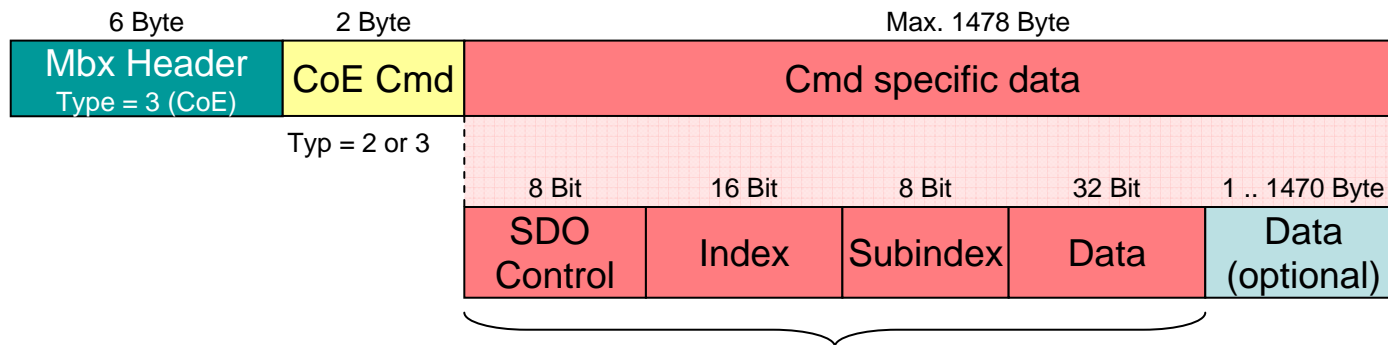 6 Byte 2 Byte Max. 1478 Byte
Mbx Header
Type = 3 (CoE)
CoE Cmd
Cmd specific data
Typ = 2 or 3
8 Bit 16 Bit 8 Bit 32 Bit 1 .. 1470 Byte
SDO
Control
Index
Subindex
Data
Data
(optional)